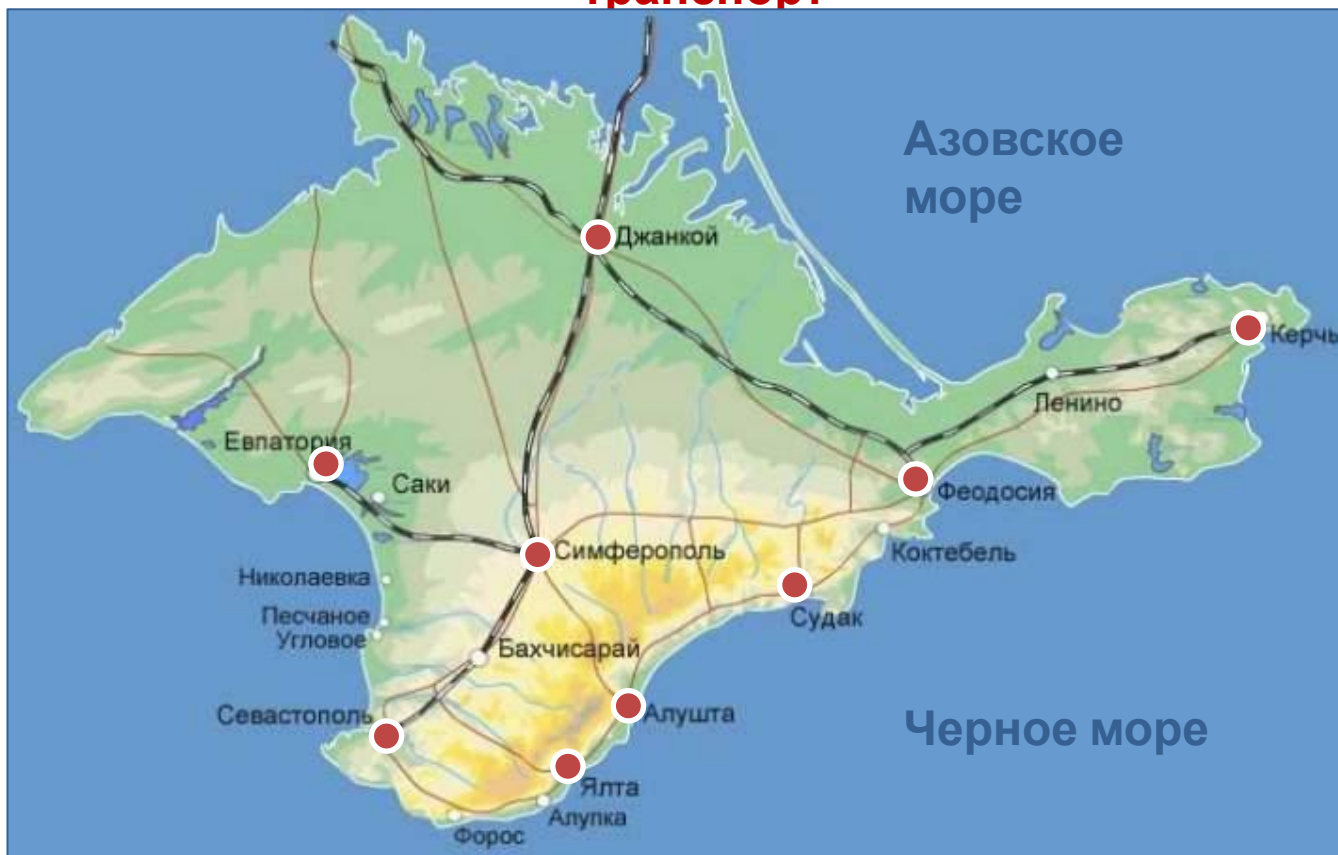 Транспорт
Азовское
море
Джанкой
Керчь
Ленино
Евпатория
Саки
Феодосия
Симферополь
Коктебель
Николаевка
Песчаное
Угловое
Судак
Бахчисарай
Севастополь
Алушта
Черное море
Ялта
Алупка
Форос